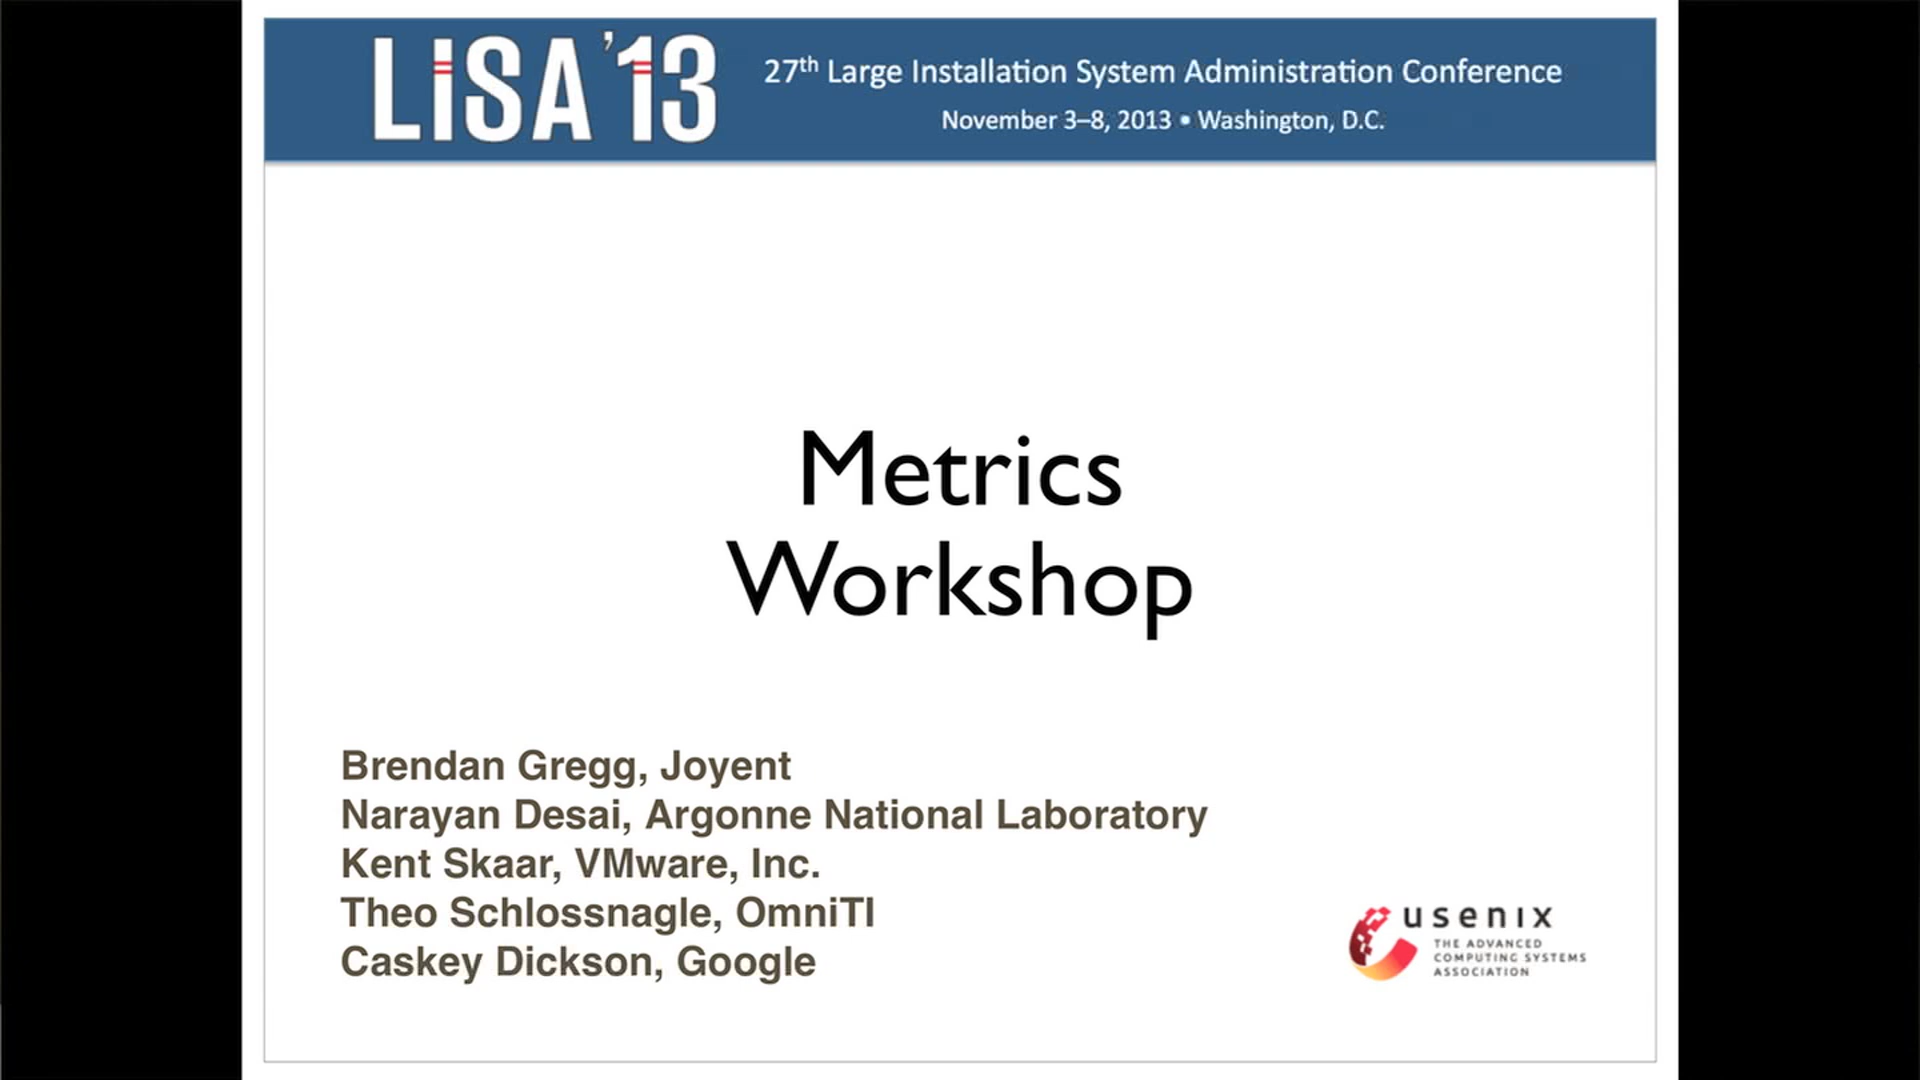 LiSA'13
27th Large Installation System Administration Conference
November 3–8, 2013 • Washington, D.C.
Metrics
Workshop
Brendan Gregg, Joyent
Narayan Desai, Argonne National Laboratory
Kent Skaar, VMware, Inc.
Theo Schlossnagle, OmniTI
Caskey Dickson, Google
usenix
THE ADVANCED
COMPUTING SYSTEMS
ASSOCIATION